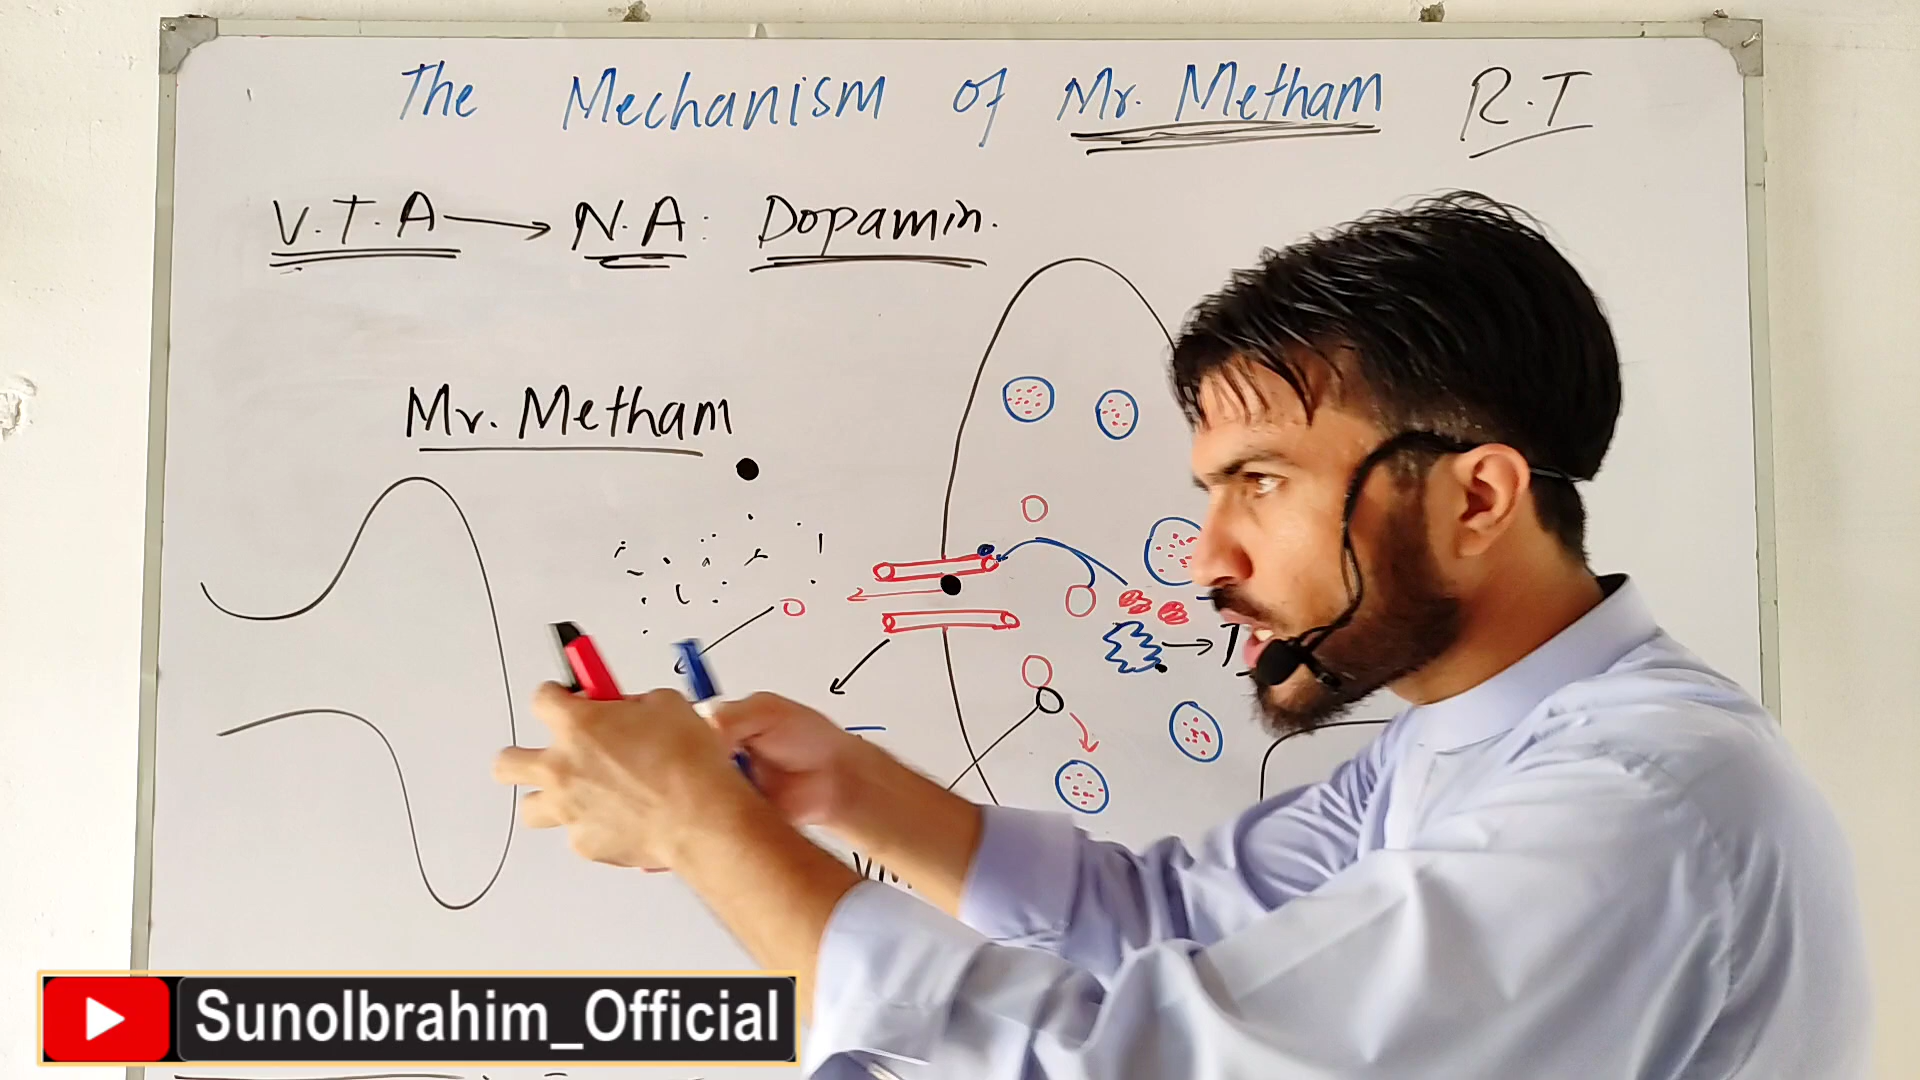 The Mechanism of Mr. Metham R.I
V.T.A → N.A: Dopamin.
Mr. Metham
SunoIbrahim_Official